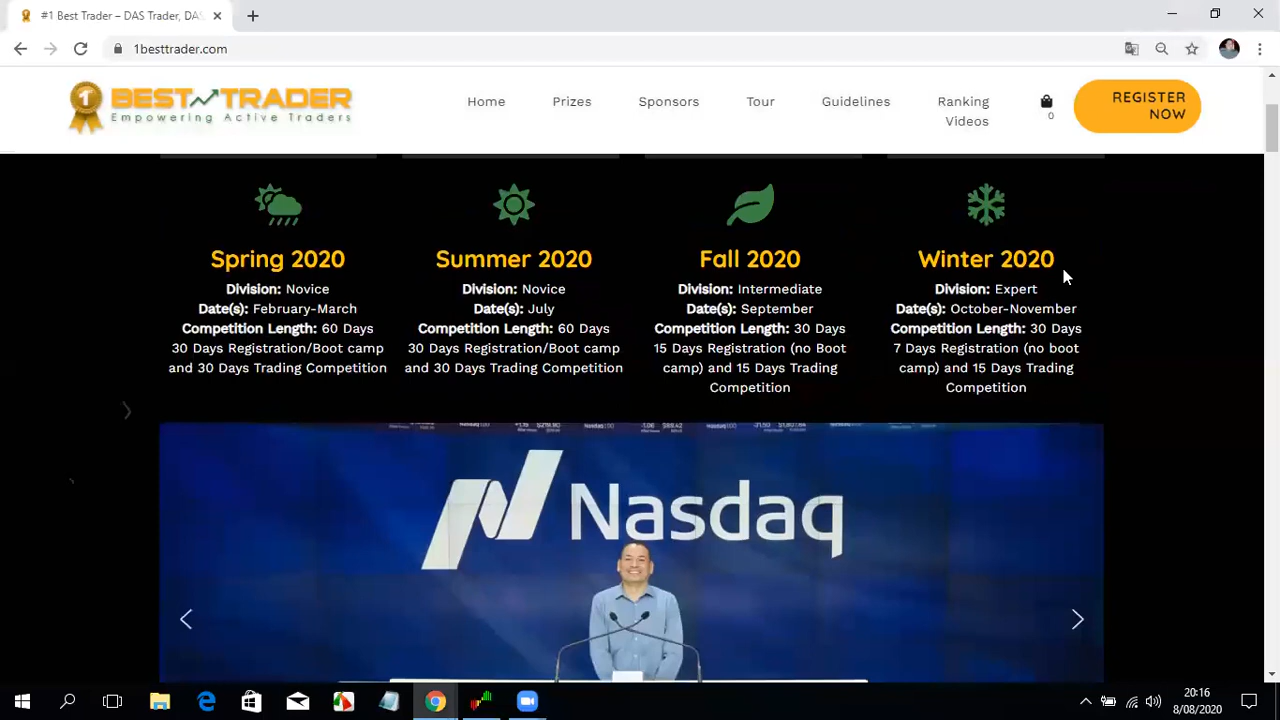 #1 Best Trader – DAS Trader, DA
1besttrader.com
1
BEST TRADER
Empowering Active Traders
Home
Prizes
Sponsors
Tour
Guidelines
Ranking
Videos
0
REGISTER
NOW
Spring 2020
Division: Novice
Date(s): February-March
Competition Length: 60 Days
30 Days Registration/Boot camp
and 30 Days Trading Competition
Summer 2020
Division: Novice
Date(s): July
Competition Length: 60 Days
30 Days Registration/Boot camp
and 30 Days Trading Competition
Fall 2020
Division: Intermediate
Date(s): September
Competition Length: 30 Days
15 Days Registration (no Boot
camp) and 15 Days Trading
Competition
Winter 2020
Division: Expert
Date(s): October-November
Competition Length: 30 Days
7 Days Registration (no boot
camp) and 15 Days Trading
Competition
Nasdaq
20:16
8/08/2020